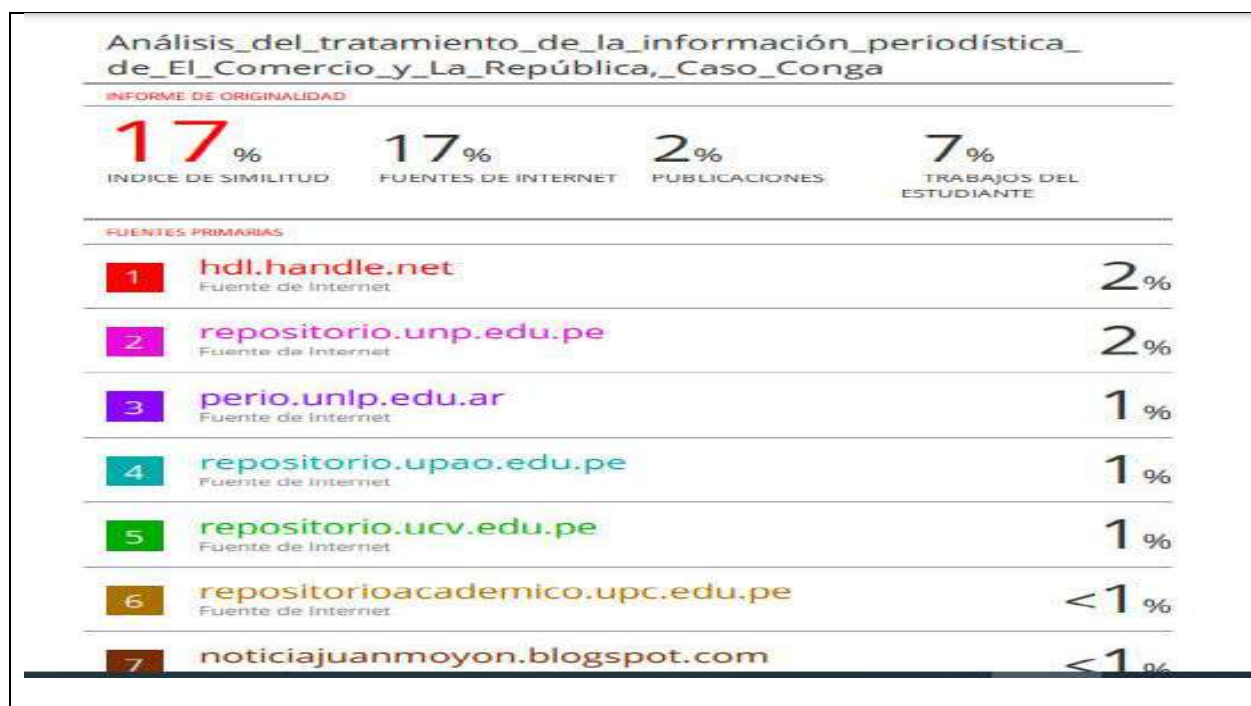 Análisis_del_tratamiento_de_la_información_periodística_
de_El_Comercio_y_La_República,_Caso_Conga
INFORME DE ORIGINALIDAD
17% 17% 2% 7%
INDICE DE SIMILITUD FUENTES DE INTERNET PUBLICACIONES TRABAJOS DEL
ESTUDIANTE
FUENTES PRIMARIAS
1 hdl.handle.net 2%
Fuente de Internet
2 repositorio.unp.edu.pe 2%
Fuente de Internet
3 perio.unlp.edu.ar 1%
Fuente de Internet
4 repositorio.upao.edu.pe 1%
Fuente de Internet
5 repositorio.ucv.edu.pe 1%
Fuente de Internet
6 repositorioacademico.upc.edu.pe <1%
Fuente de Internet
7 noticiajuanmoyon.blogspot.com <1%